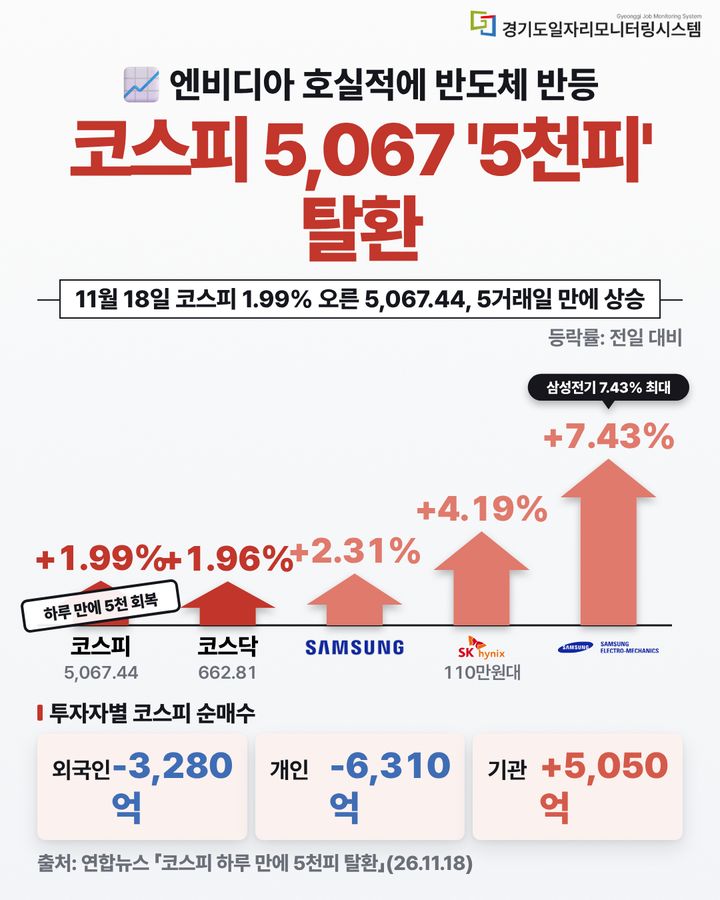 Gyeonggi Job Monitoring System
경기도일자리모니터링시스템
엔비디아 호실적에 반도체 반등
코스피 5,067 '5천피'
탈환
11월 18일 코스피 1.99% 오른 5,067.44, 5거래일 만에 상승
등락률: 전일 대비
삼성전기 7.43% 최대
+7.43%
+4.19%
+1.99%
+1.96%
+2.31%
하루 만에 5천 회복
코스피
코스닥
SAMSUNG
SK hynix
SAMSUNG
SAMSUNG
ELECTRO-MECHANICS
5,067.44
662.81
110만원대
투자자별 코스피 순매수
외국인 -3,280
억
개인 -6,310
억
기관 +5,050
억
출처: 연합뉴스 「코스피 하루 만에 5천피 탈환」(26.11.18)